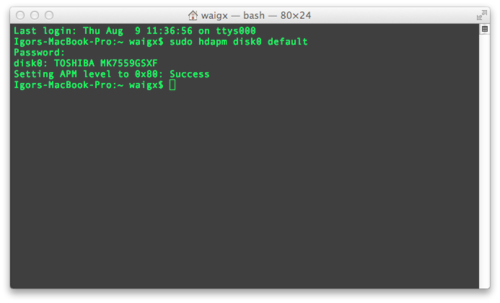 waigx — bash — 80×24
Last login: Thu Aug  9 11:36:56 on ttys000
Igors-MacBook-Pro:~ waigx$ sudo hdapm disk0 default
Password:
disk0: TOSHIBA MK7559GSXF
Setting APM level to 0x80: Success
Igors-MacBook-Pro:~ waigx$